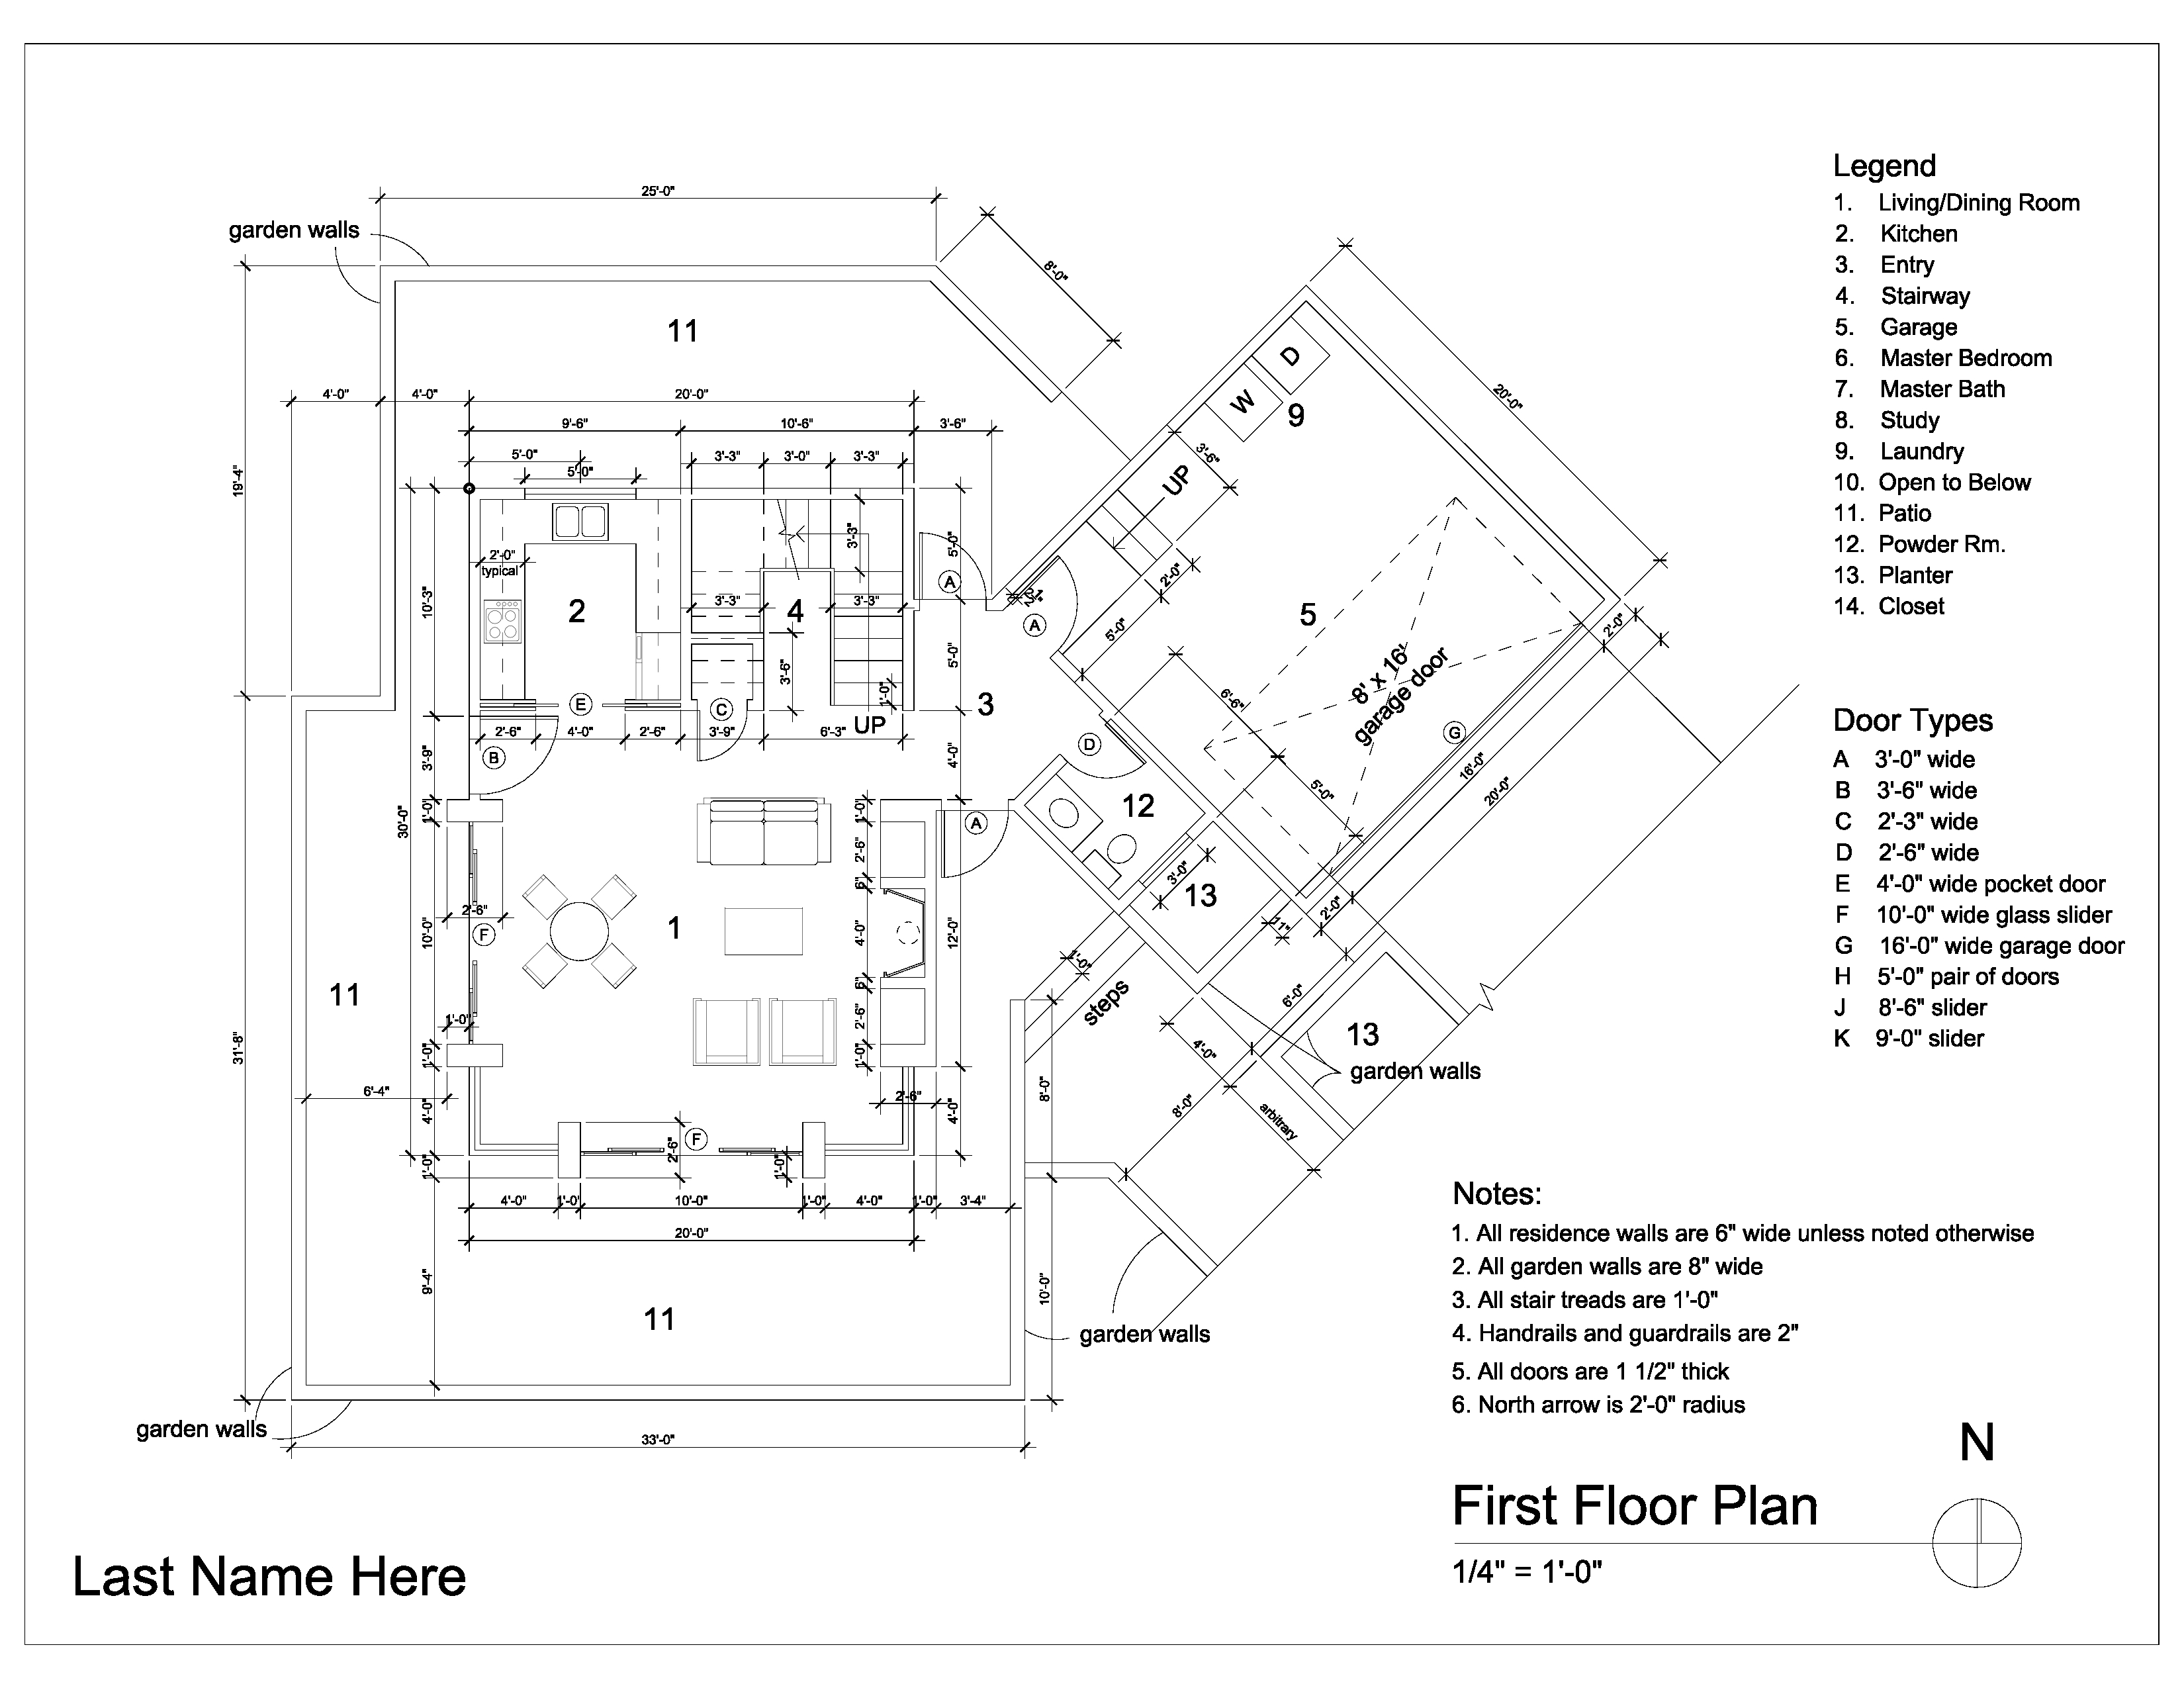 25'-0"
garden walls
8'-0"
11
20'-0"
19'-4"
4'-0" 4'-0" 20'-0"
9'-6" 10'-6" 3'-6"
5'-0" 3'-3" 3'-0" 3'-3"
5'-0"
D
W
9
3'-6"
UP
3'-3"
5'-0"
2'-0"
typical
10'-3"
2
3'-3" 4 3'-3"
A
A
2'-0"
5'-0"
5
2'-0"
5'-0"
3'-6"
1'-0"
3
E
C
UP
2'-6" 4'-0" 2'-6" 3'-9" 6'-3"
B
3'-9"
4'-0"
6'-6"
8' x 16'
garage door
G
D
16'-0"
20'-0"
5'-0"
30'-0"
1'-0"
1'-0"
A
12
2'-6"
6"
3'-0"
13
2'-6"
F
10'-0"
1
4'-0"
12'-0"
2'-0"
11"
11
6"
1'-0"
steps
2'-6"
1'-0"
6'-0"
13
31'-8"
1'-0"
1'-0"
4'-0"
garden walls
6'-4"
4'-0"
2'-6"
4'-0"
8'-0"
8'-0"
arbitrary
F
2'-6"
1'-0"
1'-0"
4'-0" 1'-0" 10'-0" 1'-0" 4'-0" 1'-0" 3'-4"
20'-0"
9'-4"
10'-0"
11
garden walls
garden walls
33'-0"
Legend
1. Living/Dining Room
2. Kitchen
3. Entry
4. Stairway
5. Garage
6. Master Bedroom
7. Master Bath
8. Study
9. Laundry
10. Open to Below
11. Patio
12. Powder Rm.
13. Planter
14. Closet
Door Types
A 3'-0" wide
B 3'-6" wide
C 2'-3" wide
D 2'-6" wide
E 4'-0" wide pocket door
F 10'-0" wide glass slider
G 16'-0" wide garage door
H 5'-0" pair of doors
J 8'-6" slider
K 9'-0" slider
Notes:
1. All residence walls are 6" wide unless noted otherwise
2. All garden walls are 8" wide
3. All stair treads are 1'-0"
4. Handrails and guardrails are 2"
5. All doors are 1 1/2" thick
6. North arrow is 2'-0" radius
N
First Floor Plan
1/4" = 1'-0"
Last Name Here